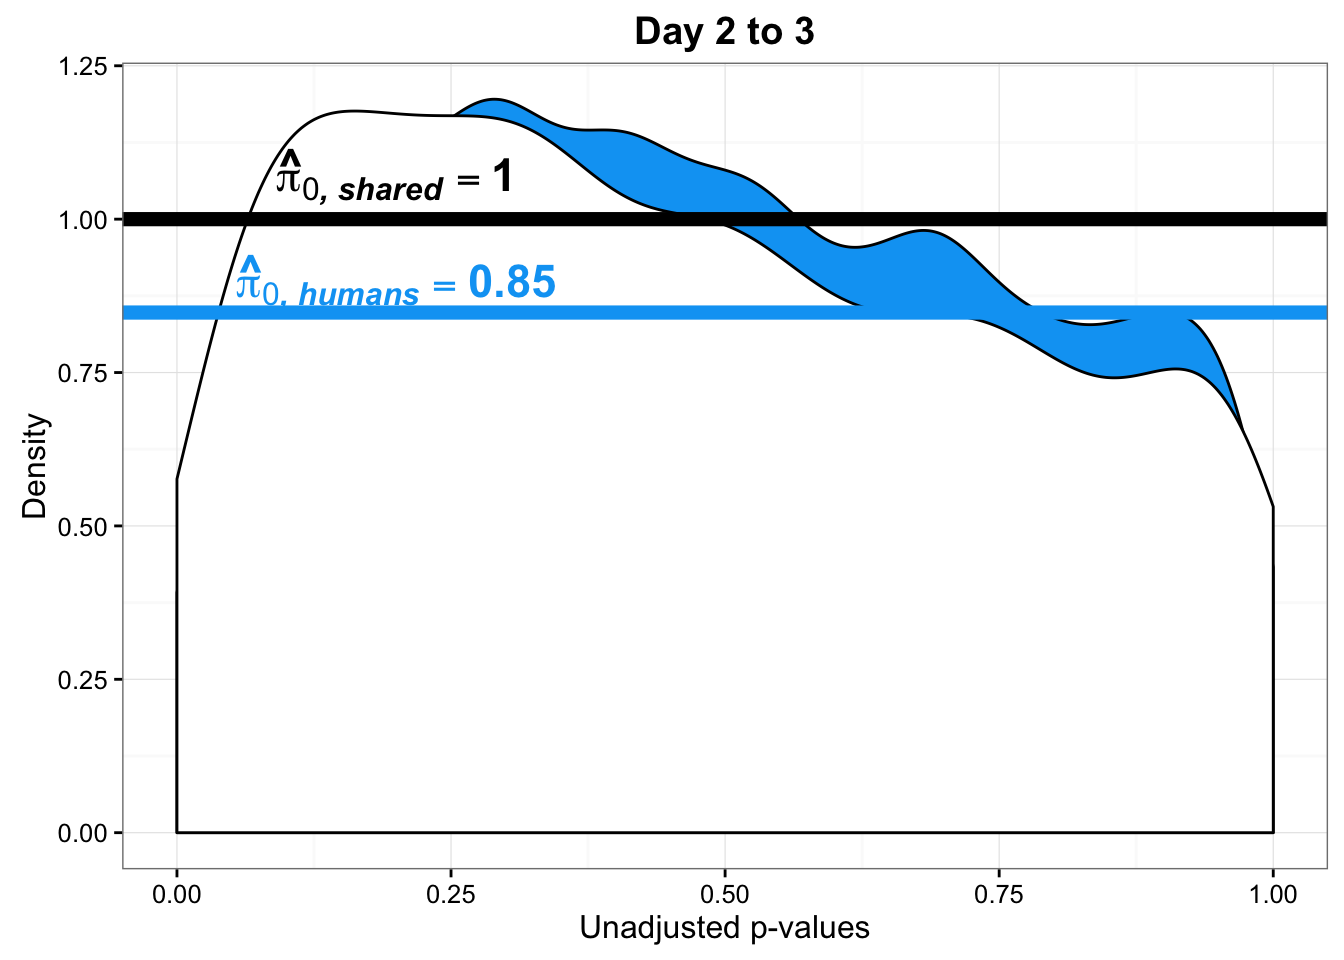 Day 2 to 3
1.25
1.00
0.75
0.50
0.25
0.00
Density
π̂0, shared = 1
π̂0, humans = 0.85
0.00 0.25 0.50 0.75 1.00
Unadjusted p-values